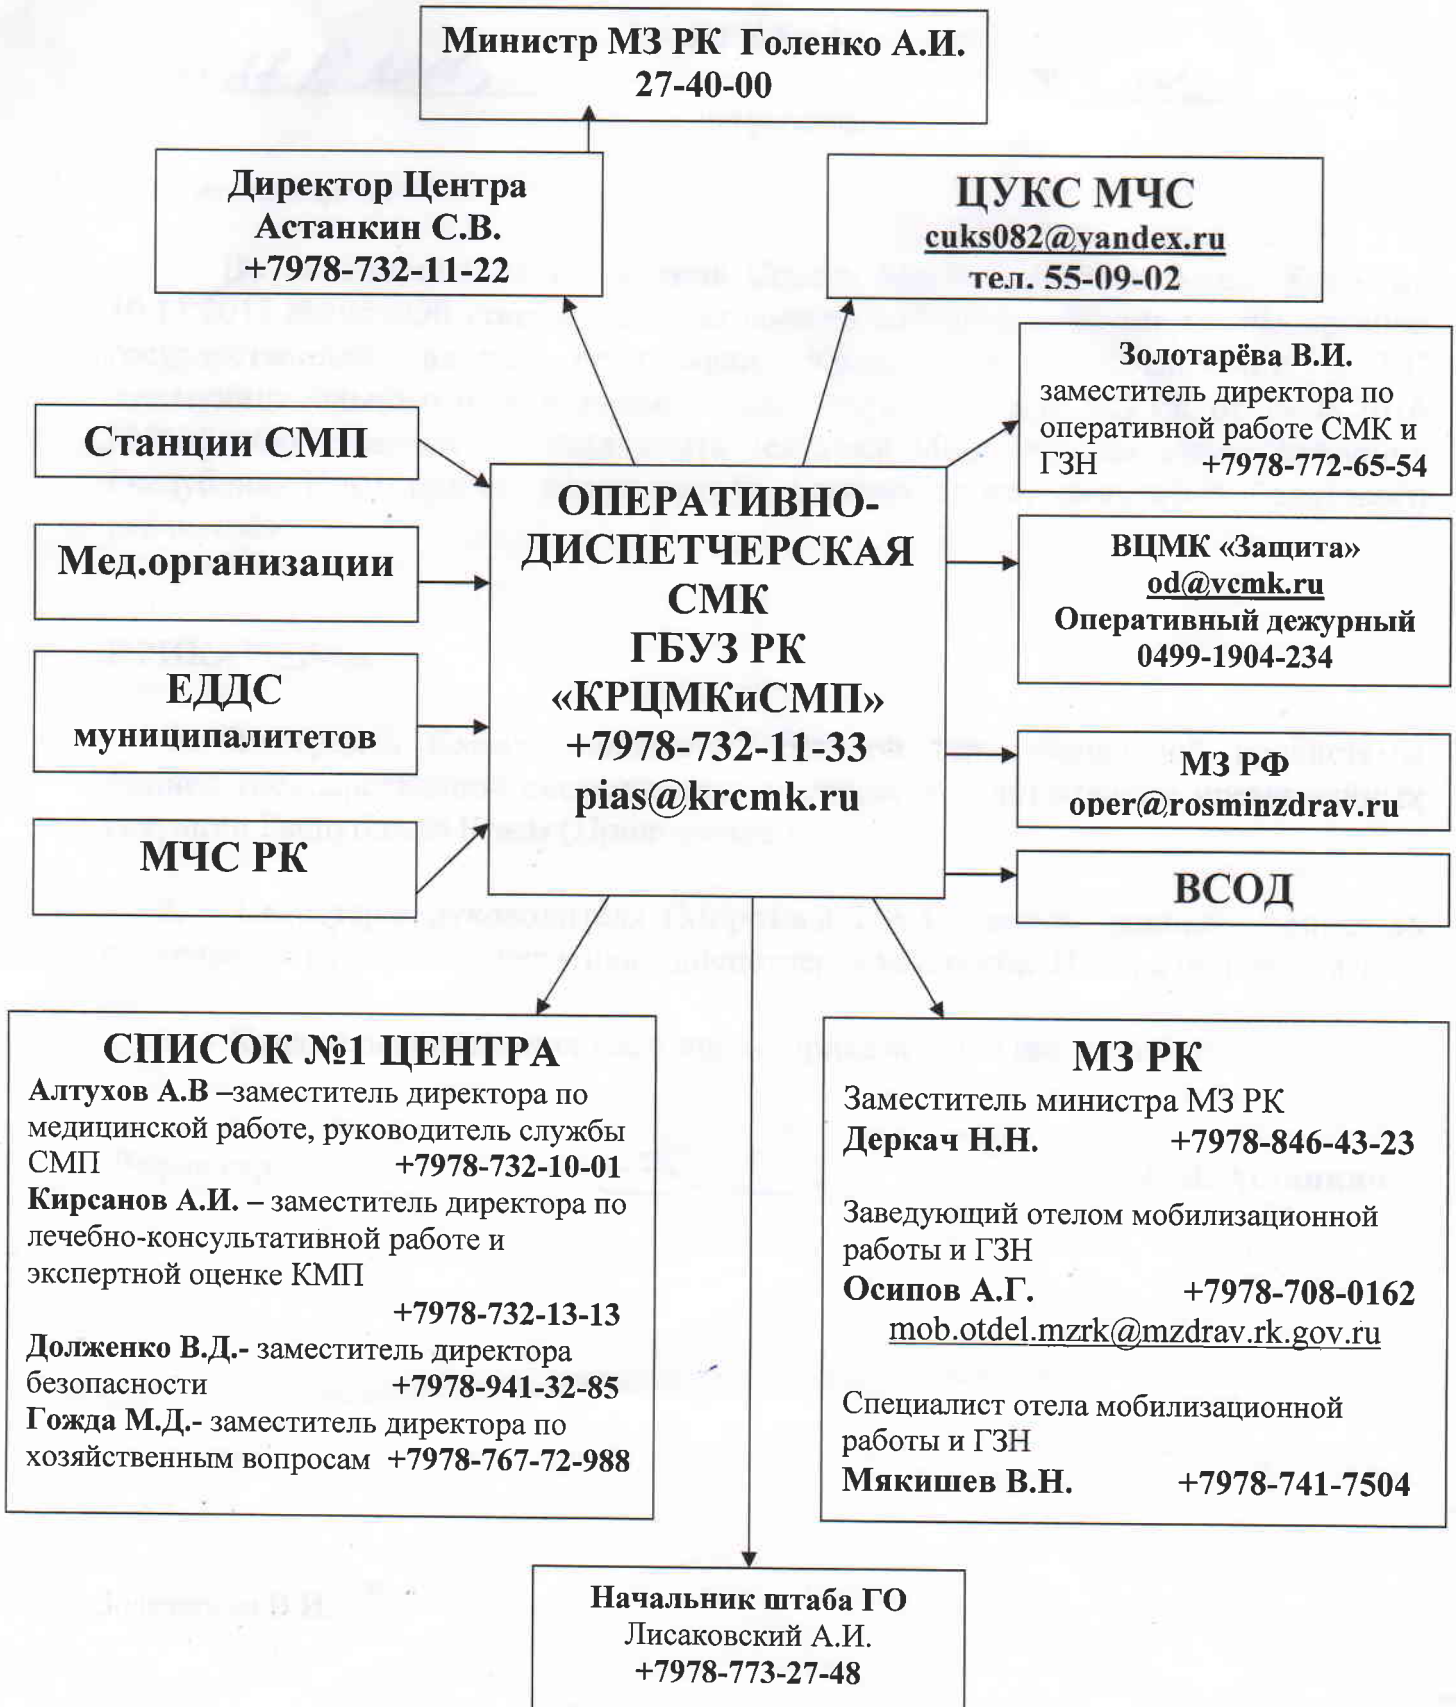 Министр МЗ РК Голенко А.И.
27-40-00
Директор Центра
Астанкин С.В.
+7978-732-11-22
ЦУКС МЧС
cuks082@yandex.ru
тел. 55-09-02
Золотарёва В.И.
заместитель директора по
оперативной работе СМК и
ГЗН +7978-772-65-54
Станции СМП
Мед.организации
ЕДДС
муниципалитетов
МЧС РК
ОПЕРАТИВНО-
ДИСПЕТЧЕРСКАЯ
СМК
ГБУЗ РК
«КРЦМКиСМП»
+7978-732-11-33
pias@krcmk.ru
ВЦМК «Защита»
od@vcmk.ru
Оперативный дежурный
0499-1904-234
МЗ РФ
oper@rosminzdrav.ru
ВСОД
СПИСОК №1 ЦЕНТРА
Алтухов А.В –заместитель директора по
медицинской работе, руководитель службы
СМП +7978-732-10-01
Кирсанов А.И. – заместитель директора по
лечебно-консультативной работе и
экспертной оценке КМП
+7978-732-13-13
Долженко В.Д.- заместитель директора
безопасности +7978-941-32-85
Гожда М.Д.- заместитель директора по
хозяйственным вопросам +7978-767-72-988
МЗ РК
Заместитель министра МЗ РК
Деркач Н.Н. +7978-846-43-23
Заведующий отелом мобилизационной
работы и ГЗН
Осипов А.Г. +7978-708-0162
mob.otdel.mzrk@mzdrav.rk.gov.ru
Специалист отела мобилизационной
работы и ГЗН
Мякишев В.Н. +7978-741-7504
Начальник штаба ГО
Лисаковский А.И.
+7978-773-27-48